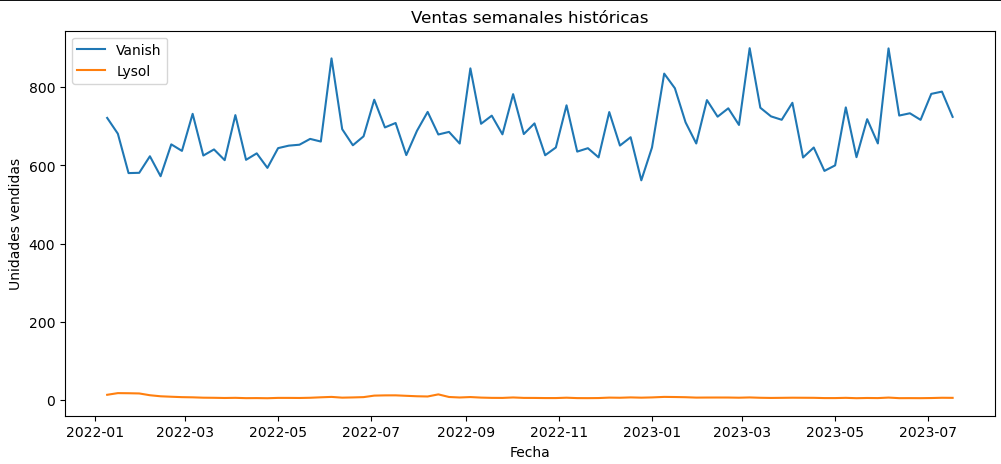 Ventas semanales históricas
Vanish
Lysol
Unidades vendidas
800
600
400
200
0
2022-01 2022-03 2022-05 2022-07 2022-09 2022-11 2023-01 2023-03 2023-05 2023-07
Fecha